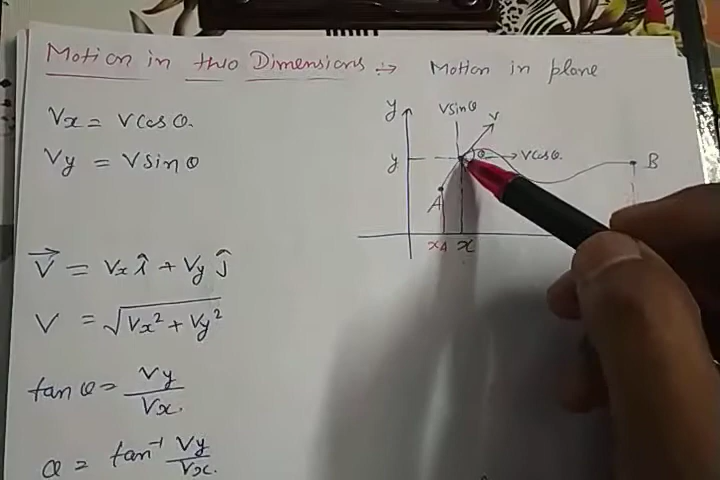 Motion in two Dimensions :→ Motion in plane
Vx = V Cos θ.
Vy = V sin θ
V⃗ = Vx î + Vy ĵ
V = √(Vx² + Vy²)
tan θ = Vy/Vx.
θ = tan⁻¹ Vy/Vx.
y
V sin θ
V
y
θ
V cos θ.
B
A
xA
x